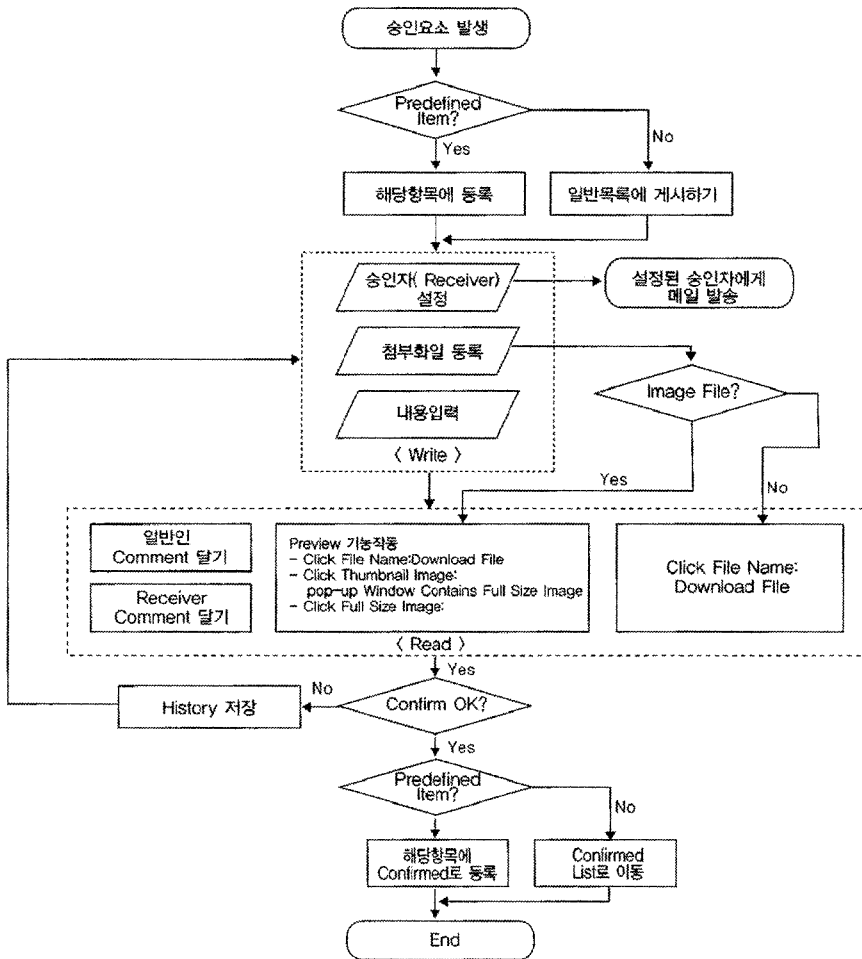 승인요소 발생
Predefined
Item?
Yes
No
해당항목에 등록
일반목록에 게시하기
승인자( Receiver)
설정
설정된 승인자에게
메일 발송
첨부화일 등록
Image File?
내용입력
〈 Write 〉
Yes
No
일반인
Comment 달기
Receiver
Comment 달기
Preview 기능작동
- Click File Name:Download File
- Click Thumbnail Image:
pop-up Window Contains Full Size Image
- Click Full Size Image:
Click File Name:
Download File
〈 Read 〉
Yes
No
History 저장
Confirm OK?
Yes
Predefined
Item?
No
해당항목에
Confirmed로 등록
Confirmed
List로 이동
End